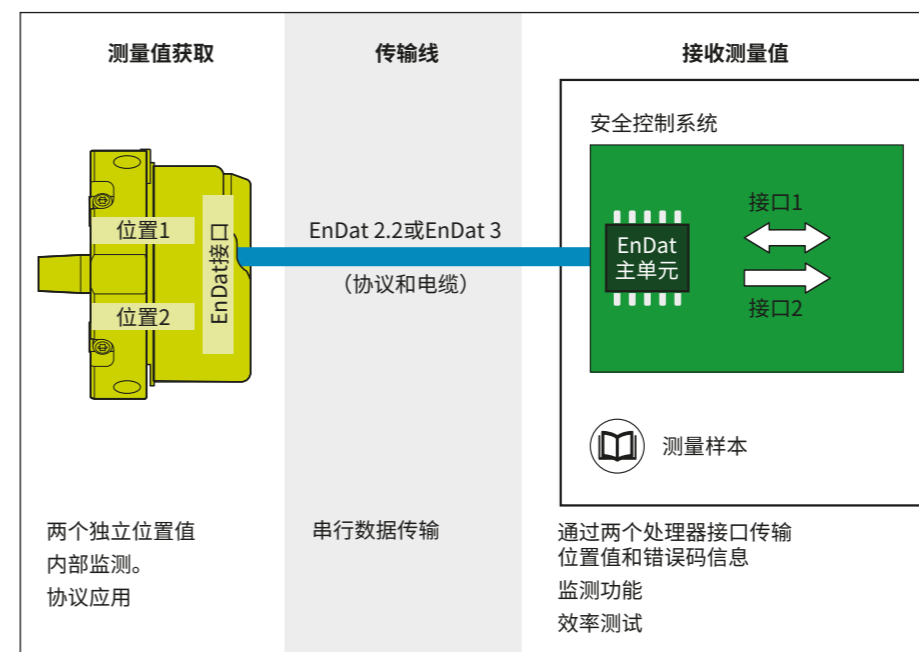 测量值获取
传输线
接收测量值
安全控制系统
位置1
位置2
EnDat接口
EnDat 2.2或EnDat 3
（协议和电缆）
EnDat
主单元
接口1
接口2
测量样本
两个独立位置值
内部监测。
协议应用
串行数据传输
通过两个处理器接口传输
位置值和错误码信息
监测功能
效率测试